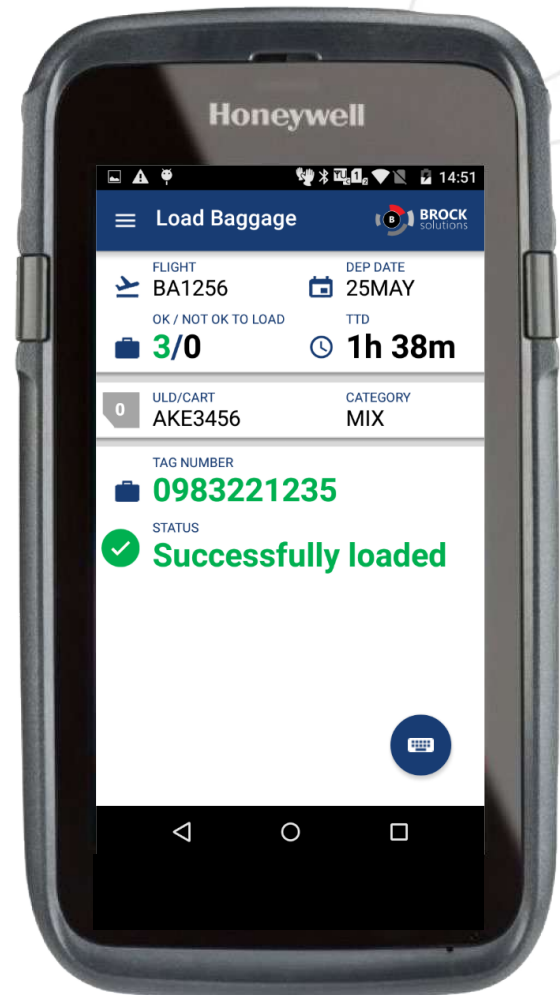 Honeywell
14:51
Load Baggage
B
BROCK
solutions
FLIGHT
BA1256
DEP DATE
25MAY
OK / NOT OK TO LOAD
3/0
TTD
1h 38m
0
ULD/CART
AKE3456
CATEGORY
MIX
TAG NUMBER
0983221235
STATUS
Successfully loaded